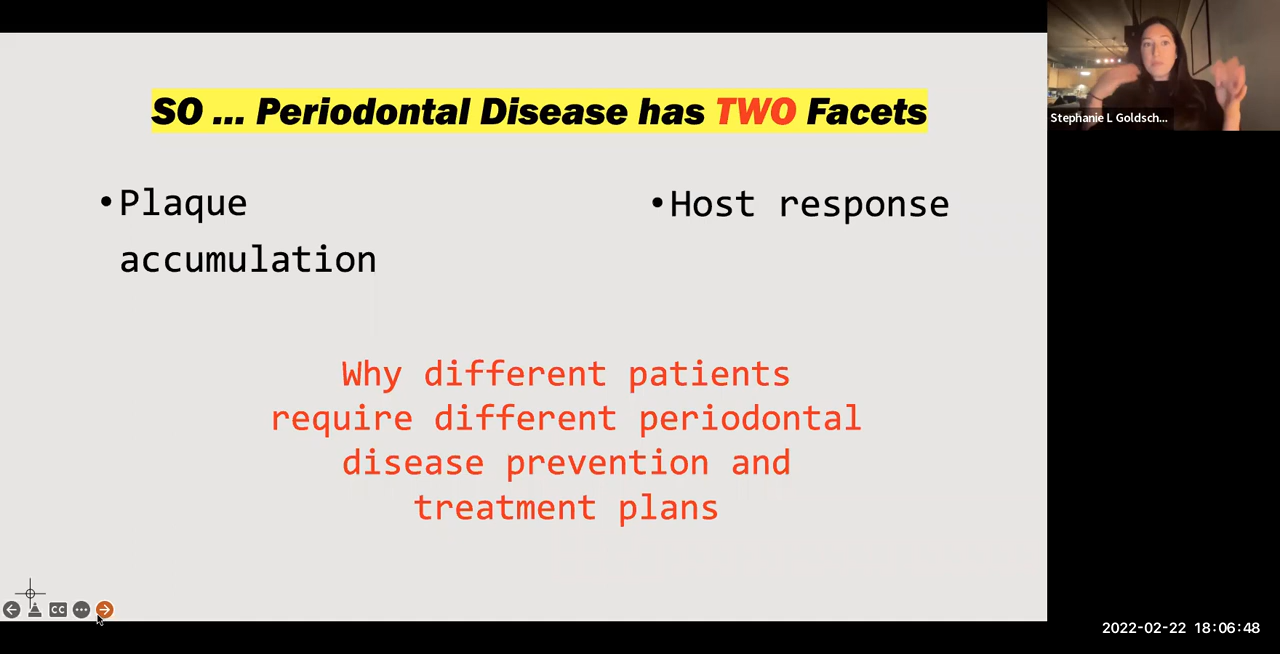 SO ... Periodontal Disease has TWO Facets
•Plaque
accumulation
•Host response
Why different patients
require different periodontal
disease prevention and
treatment plans
Stephanie L Goldsch...
CC
2022-02-22 18:06:48